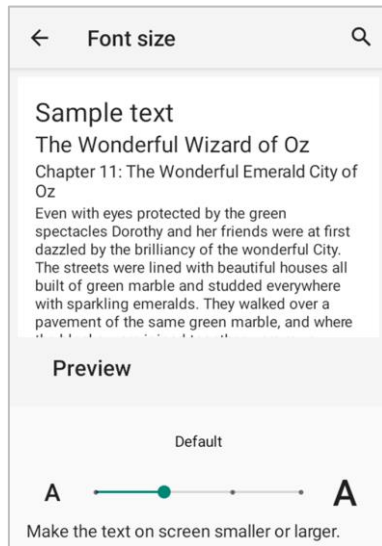 Font size
Sample text
The Wonderful Wizard of Oz
Chapter 11: The Wonderful Emerald City of
Oz
Even with eyes protected by the green
spectacles Dorothy and her friends were at first
dazzled by the brilliancy of the wonderful City.
The streets were lined with beautiful houses all
built of green marble and studded everywhere
with sparkling emeralds. They walked over a
pavement of the same green marble, and where
Preview
Default
A A
Make the text on screen smaller or larger.